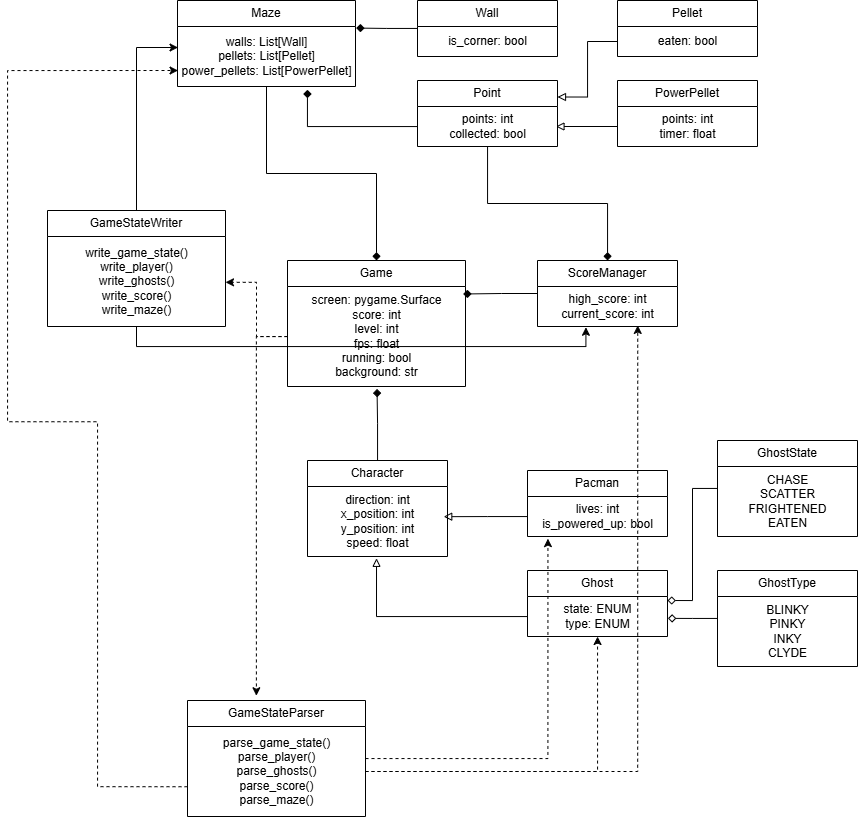 Maze
walls: List[Wall]
pellets: List[Pellet]
power_pellets: List[PowerPellet]
Wall
is_corner: bool
Pellet
eaten: bool
Point
points: int
collected: bool
PowerPellet
points: int
timer: float
GameStateWriter
write_game_state()
write_player()
write_ghosts()
write_score()
write_maze()
Game
screen: pygame.Surface
score: int
level: int
fps: float
running: bool
background: str
ScoreManager
high_score: int
current_score: int
Character
direction: int
x_position: int
y_position: int
speed: float
Pacman
lives: int
is_powered_up: bool
GhostState
CHASE
SCATTER
FRIGHTENED
EATEN
Ghost
state: ENUM
type: ENUM
GhostType
BLINKY
PINKY
INKY
CLYDE
GameStateParser
parse_game_state()
parse_player()
parse_ghosts()
parse_score()
parse_maze()